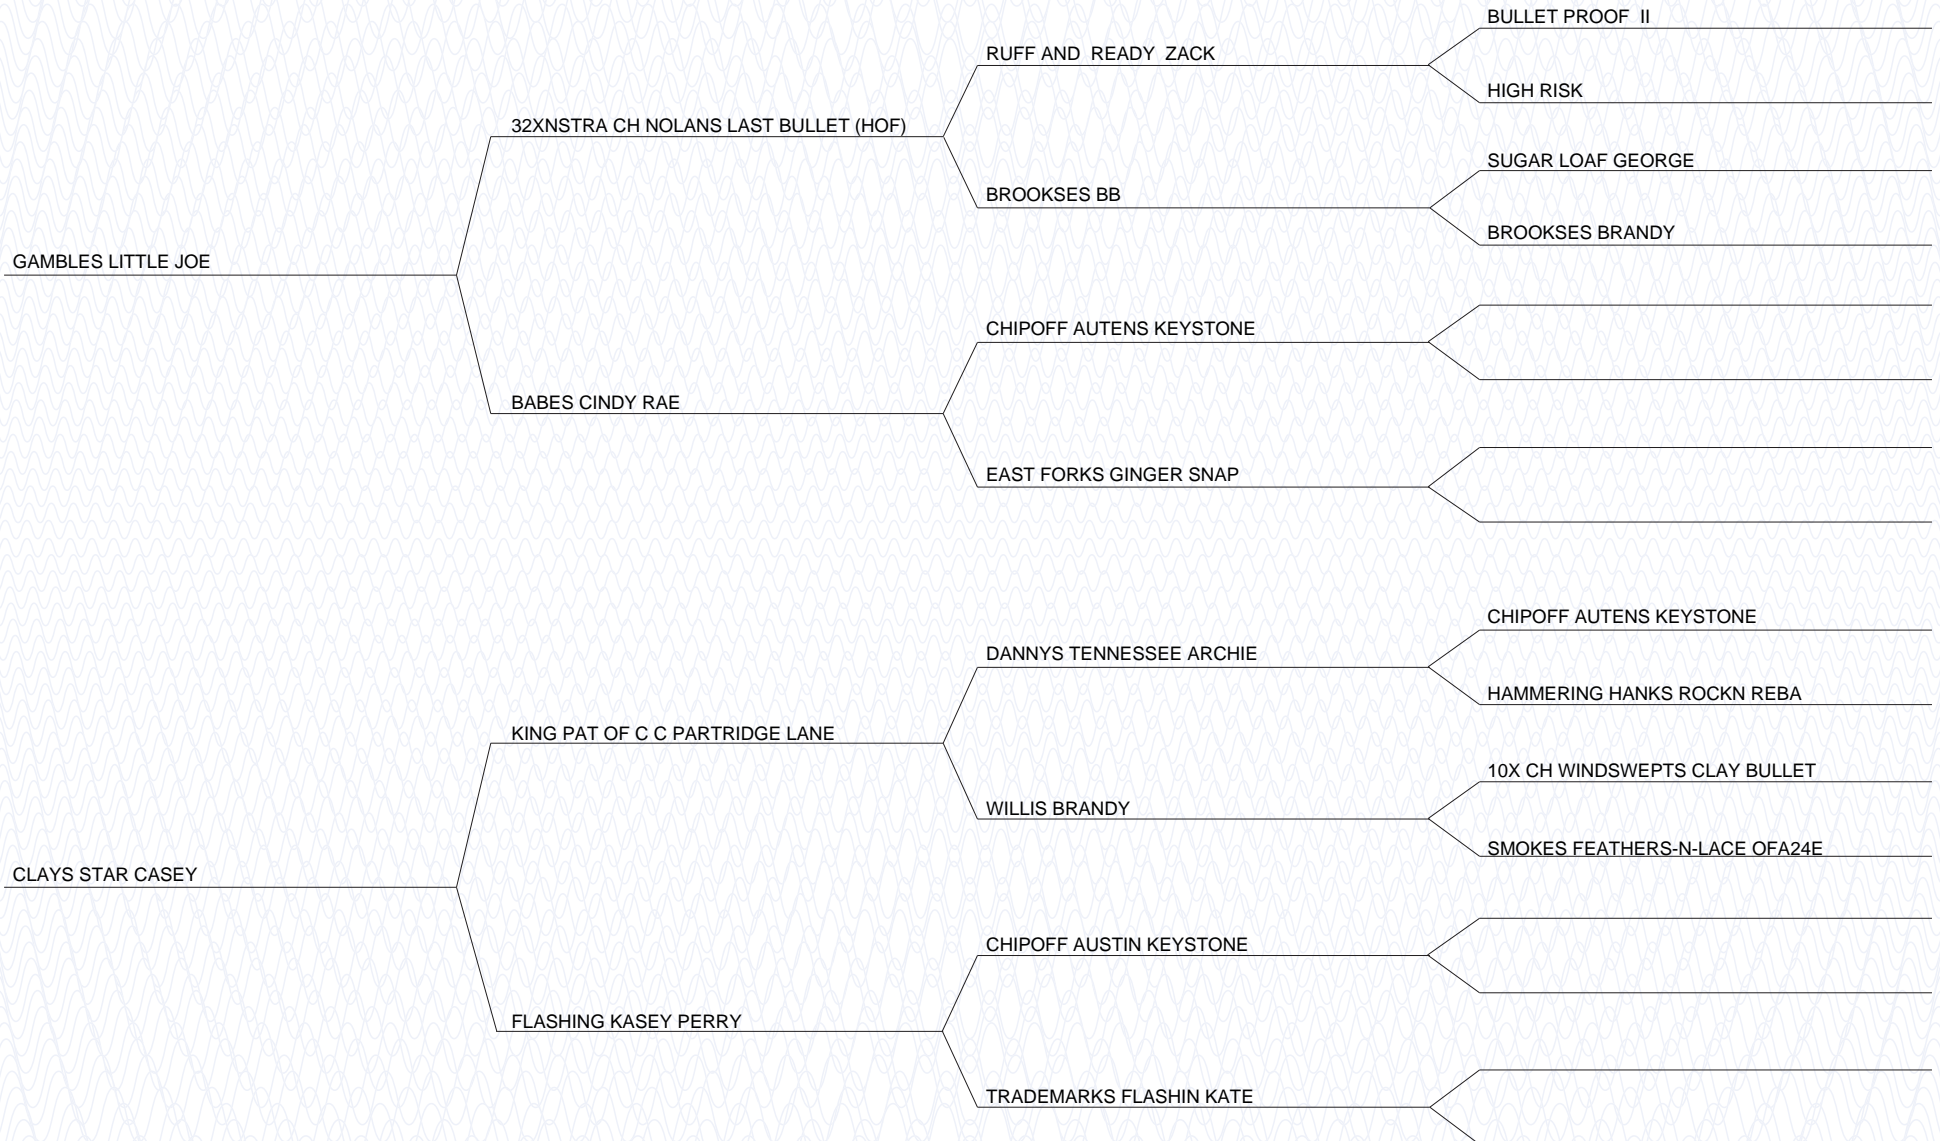 BULLET PROOF  II
RUFF AND  READY  ZACK
HIGH RISK
32XNSTRA CH NOLANS LAST BULLET (HOF)
SUGAR LOAF GEORGE
BROOKSES BB
BROOKSES BRANDY
GAMBLES LITTLE JOE
CHIPOFF AUTENS KEYSTONE
BABES CINDY RAE
EAST FORKS GINGER SNAP
CHIPOFF AUTENS KEYSTONE
DANNYS TENNESSEE ARCHIE
HAMMERING HANKS ROCKN REBA
KING PAT OF C C PARTRIDGE LANE
10X CH WINDSWEPTS CLAY BULLET
WILLIS BRANDY
SMOKES FEATHERS-N-LACE OFA24E
CLAYS STAR CASEY
CHIPOFF AUSTIN KEYSTONE
FLASHING KASEY PERRY
TRADEMARKS FLASHIN KATE